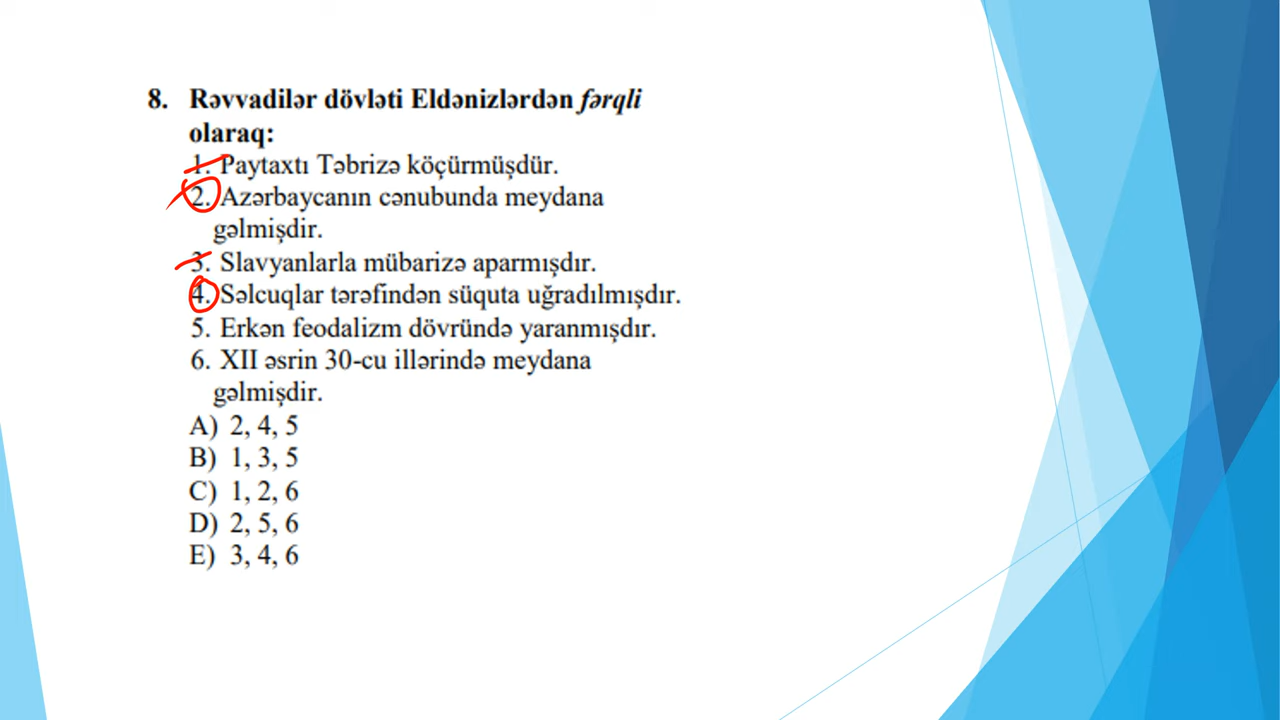 8. Rəvvadilər dövləti Eldənizlərdən fərqli
olaraq:
1. Paytaxtı Təbrizə köçürmüşdür.
2. Azərbaycanın cənubunda meydana
gəlmişdir.
3. Slavyanlarla mübarizə aparmışdır.
4. Səlcuqlar tərəfindən süquta uğradılmışdır.
5. Erkən feodalizm dövründə yaranmışdır.
6. XII əsrin 30-cu illərində meydana
gəlmişdir.
A) 2, 4, 5
B) 1, 3, 5
C) 1, 2, 6
D) 2, 5, 6
E) 3, 4, 6